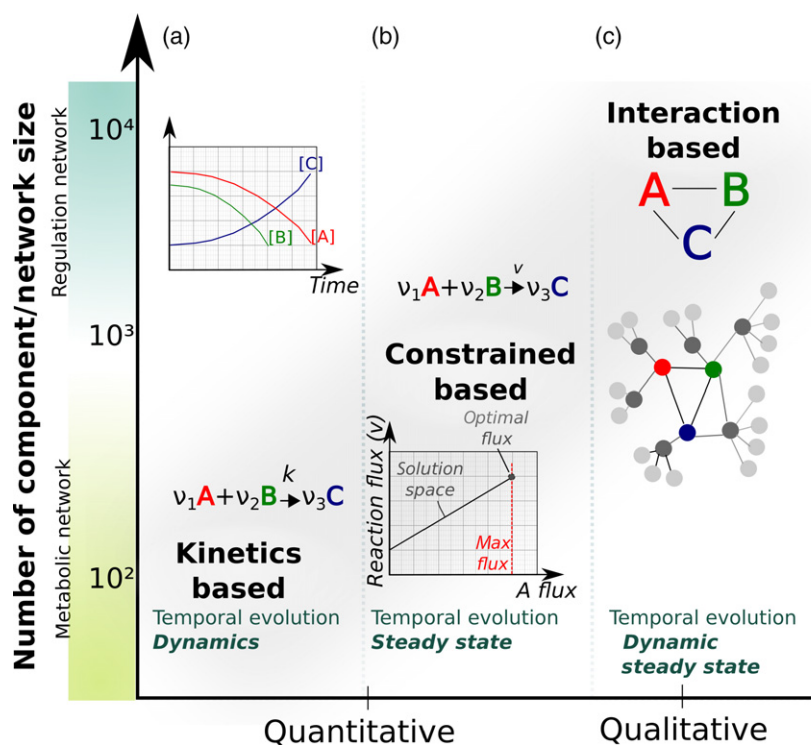 (a)
(b)
(c)
Number of component/network size
Regulation network
Metabolic network
10⁴
10³
10²
[C]
[B]
[A]
Time
ν₁A+ν₂B k→ ν₃C
Kinetics
based
Temporal evolution
Dynamics
ν₁A+ν₂B v→ ν₃C
Constrained
based
Reaction flux (v)
Optimal
flux
Solution
space
Max
flux
A flux
Temporal evolution
Steady state
Interaction
based
A
B
C
Temporal evolution
Dynamic
steady state
Quantitative
Qualitative